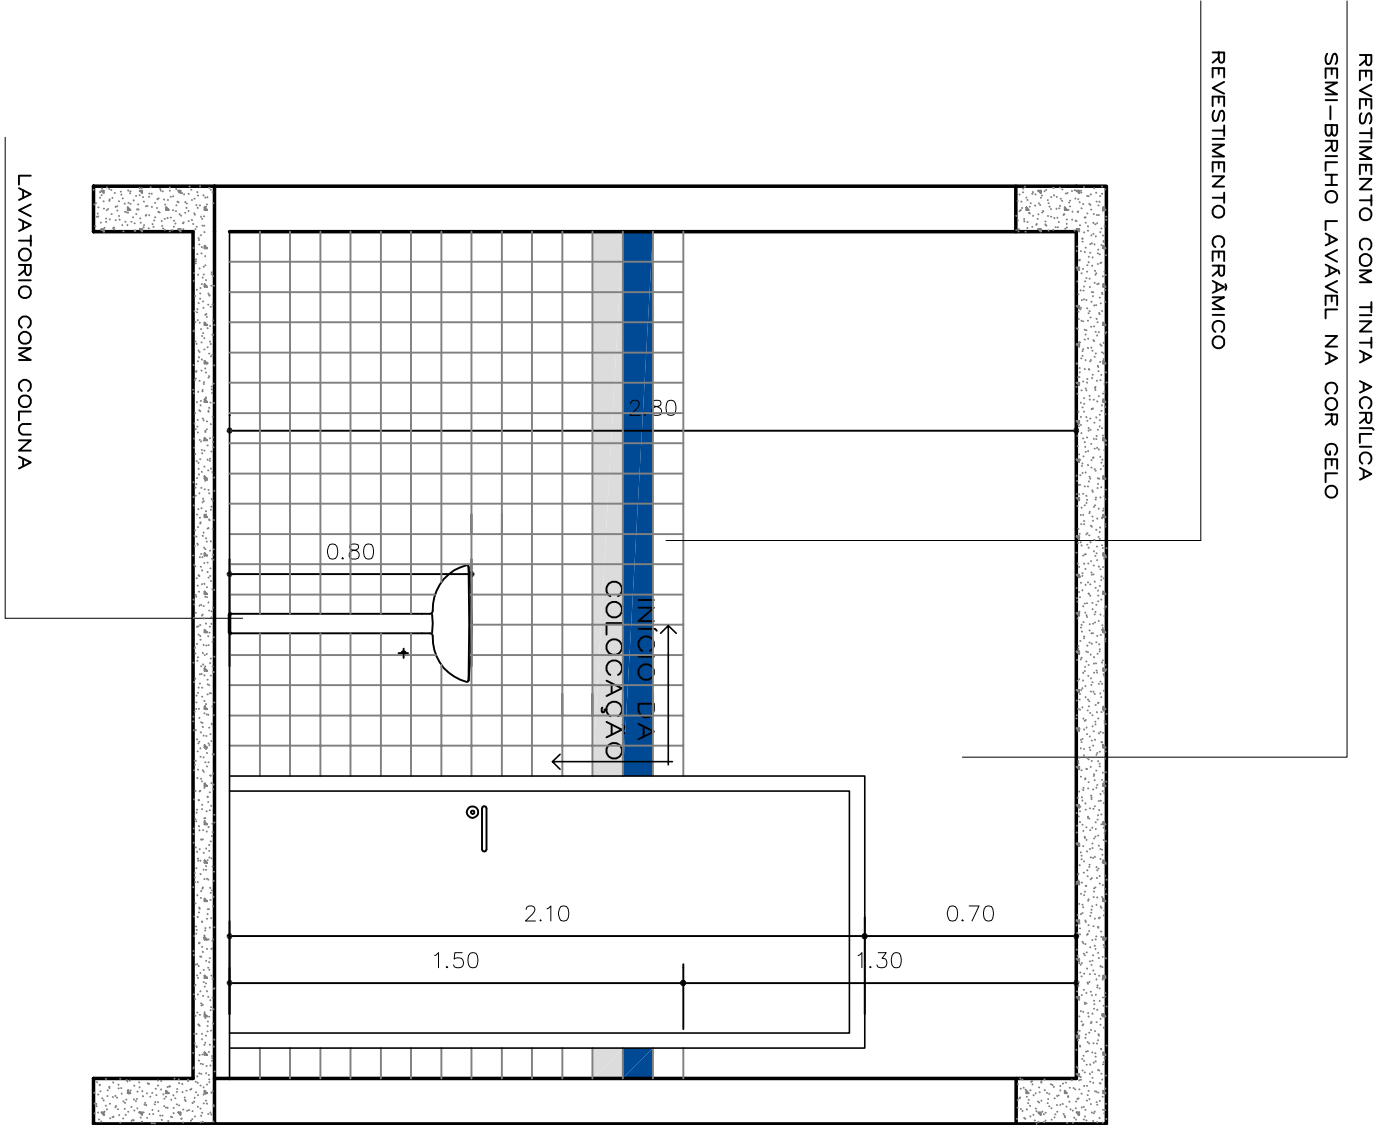 REVESTIMENTO COM TINTA ACRÍLICA
SEMI-BRILHO LAVÁVEL NA COR GELO
REVESTIMENTO CERÂMICO
2.80
0.80
INÍCIO DA
COLOCAÇÃO
2.10
0.70
1.50
1.30
LAVATORIO COM COLUNA